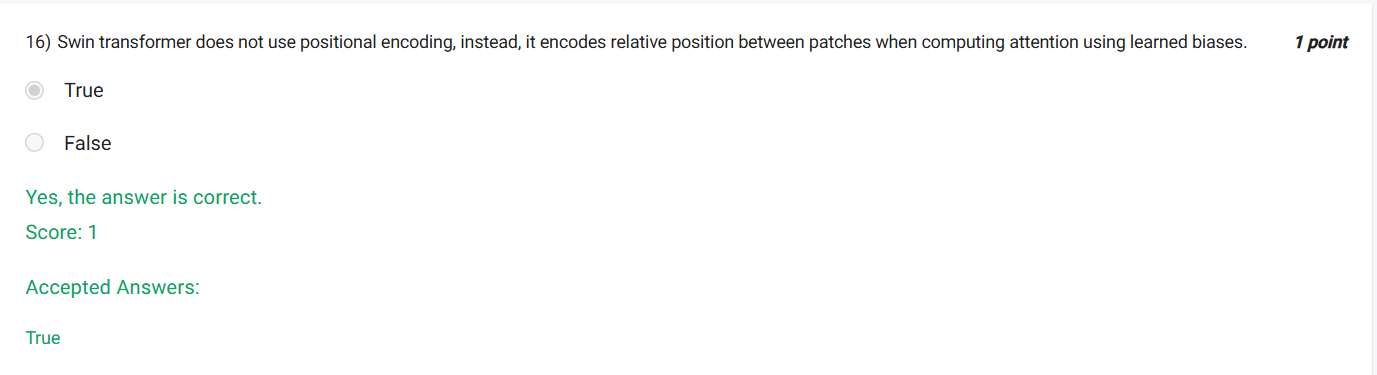 16) Swin transformer does not use positional encoding, instead, it encodes relative position between patches when computing attention using learned biases. 1 point
True
False
Yes, the answer is correct.
Score: 1
Accepted Answers:
True